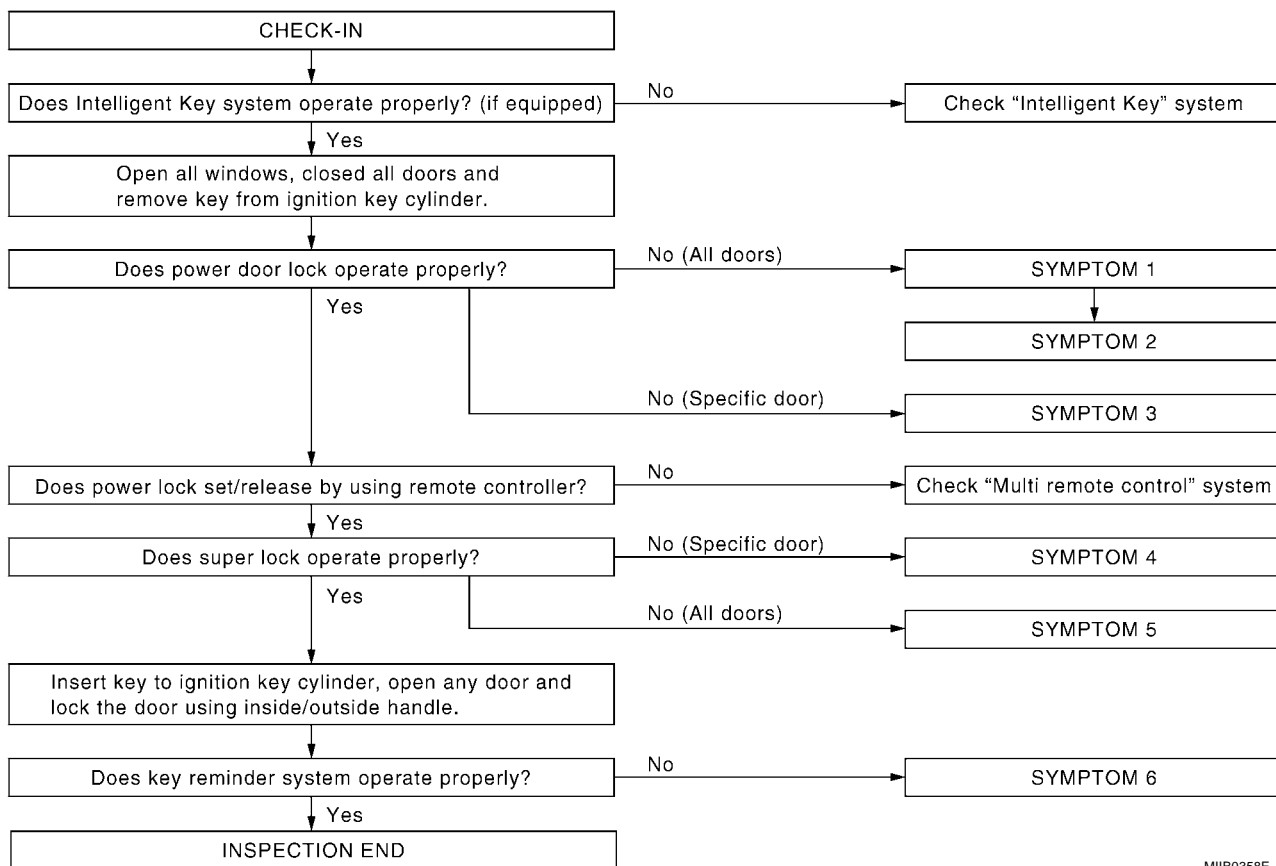 CHECK-IN
Does Intelligent Key system operate properly? (if equipped)
No
Check “Intelligent Key” system
Yes
Open all windows, closed all doors and
remove key from ignition key cylinder.
Does power door lock operate properly?
No (All doors)
SYMPTOM 1
Yes
SYMPTOM 2
No (Specific door)
SYMPTOM 3
Does power lock set/release by using remote controller?
No
Check “Multi remote control” system
Yes
Does super lock operate properly?
No (Specific door)
SYMPTOM 4
Yes
No (All doors)
SYMPTOM 5
Insert key to ignition key cylinder, open any door and
lock the door using inside/outside handle.
Does key reminder system operate properly?
No
SYMPTOM 6
Yes
INSPECTION END
MIIB0358E